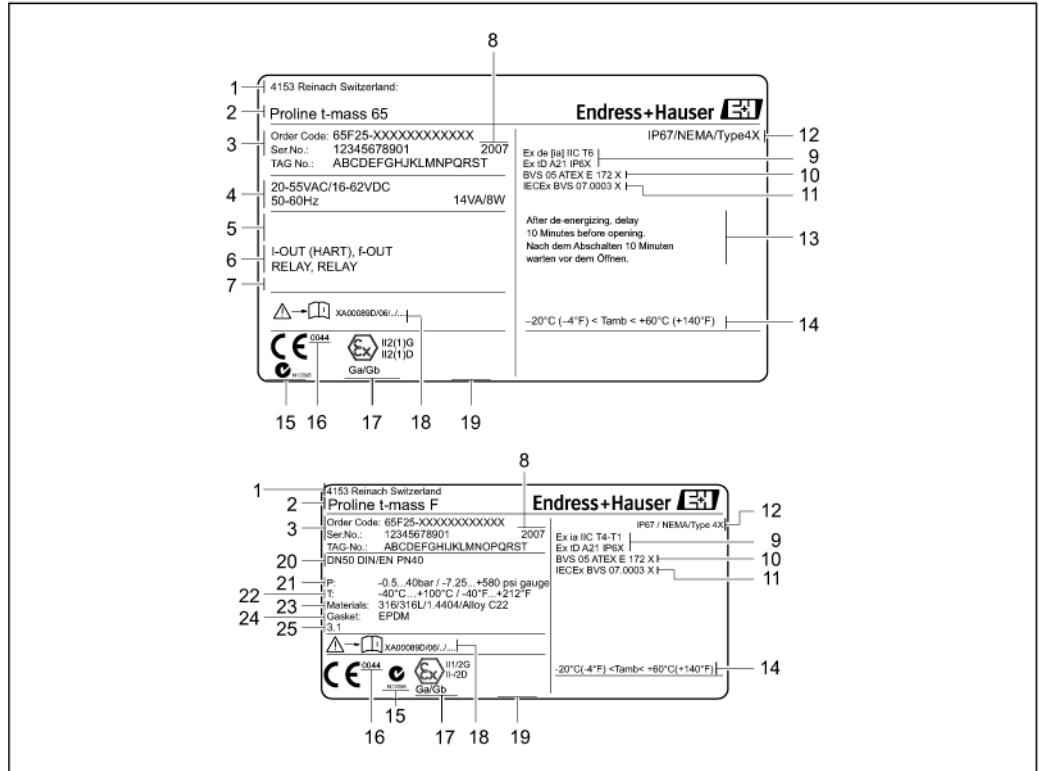 8
1 4153 Reinach Switzerland:
2 Proline t-mass 65 Endress+Hauser E+H
IP67/NEMA/Type4X 12
3 Order Code: 65F25-XXXXXXXXXXXX
Ser.No.: 12345678901 2007
TAG No.: ABCDEFGHJKLMNPQRST
Ex de [ia] IIC T6
Ex tD A21 IP6X 9
BVS 05 ATEX E 172 X 10
IECEx BVS 07.0003 X 11
4 20-55VAC/16-62VDC
50-60Hz 14VA/8W
5
6 I-OUT (HART), f-OUT
RELAY, RELAY
7
After de-energizing, delay
10 Minutes before opening.
Nach dem Abschalten 10 Minuten
warten vor dem Öffnen.
13
XA00089D/06/../...
–20°C (–4°F) < Tamb < +60°C (+140°F) 14
CE 0044 Ex II2(1)G
II2(1)D
N12895 Ga/Gb
15 16 17 18 19
8
1 4153 Reinach Switzerland
2 Proline t-mass F Endress+Hauser E+H
IP67 / NEMA/Type 4X 12
3 Order Code: 65F25-XXXXXXXXXXXX
Ser.No.: 12345678901 2007
TAG-No.: ABCDEFGHIJKLMNOPQRST
Ex ia IIC T4-T1
Ex tD A21 IP6X 9
BVS 05 ATEX E 172 X 10
IECEx BVS 07.0003 X 11
20 DN50 DIN/EN PN40
21 P: -0.5...40bar / -7.25...+580 psi gauge
22 T: -40°C...+100°C / -40°F...+212°F
23 Materials: 316/316L/1.4404/Alloy C22
24 Gasket: EPDM
25 3.1
XA00089D/06/../...
-20°C(-4°F) <Tamb< +60°C(+140°F) 14
CE 0044 Ex II1/2G
II-/2D
Ga/Gb
15
16 17 18 19